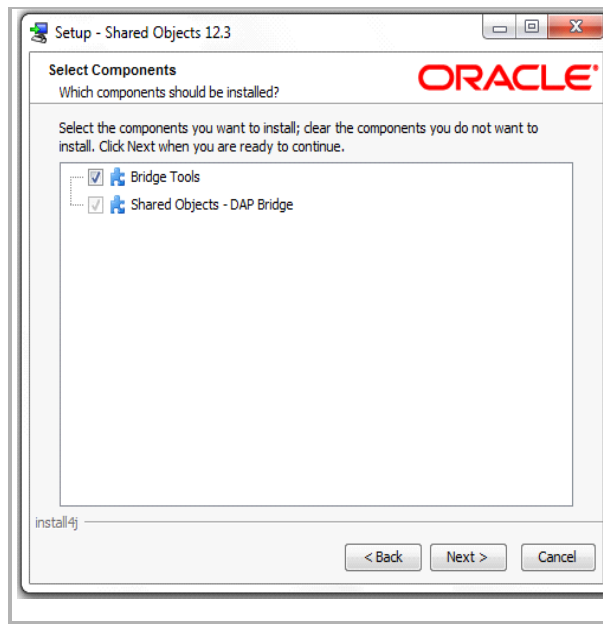 Setup - Shared Objects 12.3
Select Components
Which components should be installed?
ORACLE
Select the components you want to install; clear the components you do not want to
install. Click Next when you are ready to continue.
Bridge Tools
Shared Objects - DAP Bridge
install4j
< Back
Next >
Cancel